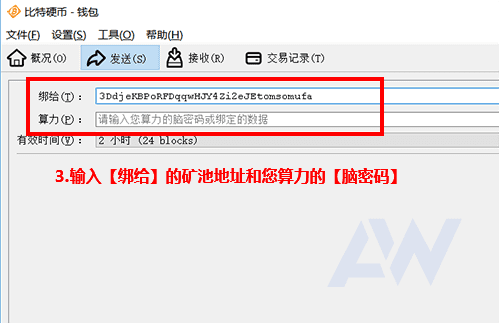 比特硬币 - 钱包
文件(F) 设置(S) 工具(O) 帮助(H)
概况(O) 发送(S) 接收(R) 交易记录(T)
绑给(T)： 3DdjeKBPoRFDqqwHJY4Zi2eJEtomsomufa
算力(P)： 请输入您算力的脑密码或绑定的数据
有效时间(V)： 2 小时 (24 blocks)
3.输入【绑给】的矿池地址和您算力的【脑密码】
AW